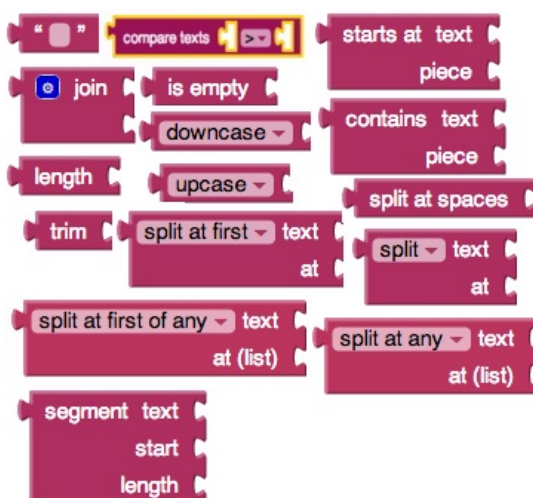 “ ”
compare texts >
starts at text
piece
join
is empty
downcase
contains text
piece
length
upcase
split at spaces
trim
split at first text
at
split text
at
split at first of any text
at (list)
split at any text
at (list)
segment text
start
length